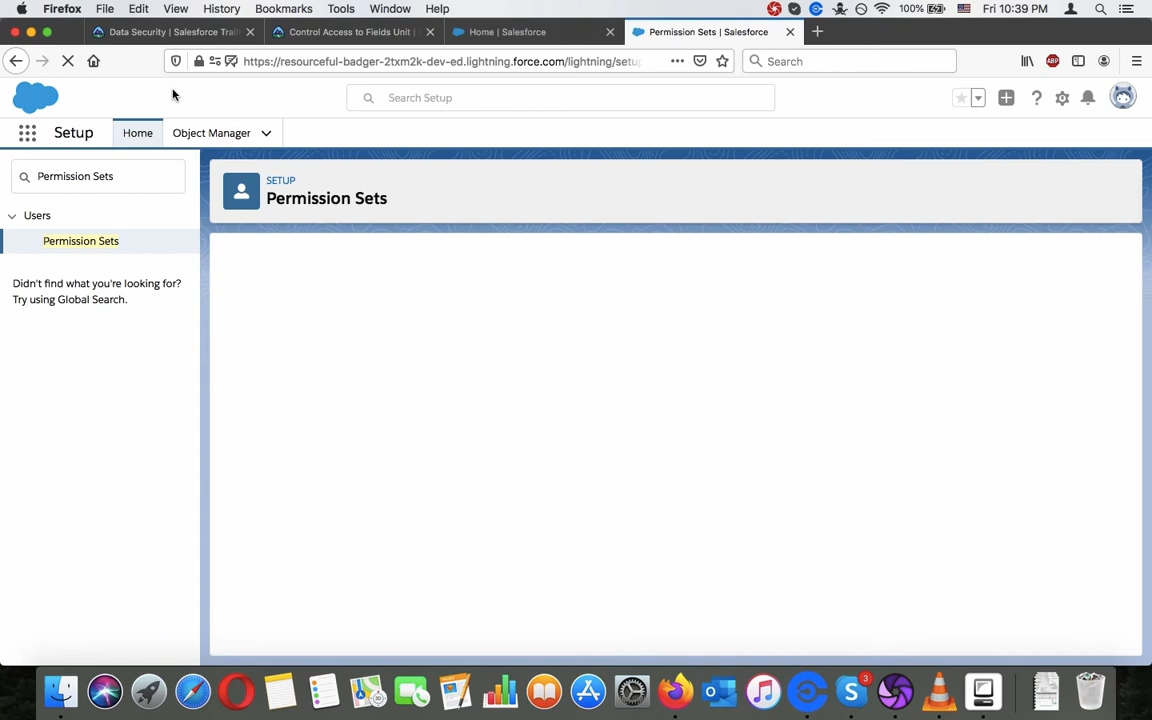 Firefox File Edit View History Bookmarks Tools Window Help 100% Fri 10:39 PM
Data Security | Salesforce Trail
Control Access to Fields Unit |
Home | Salesforce
Permission Sets | Salesforce
https://resourceful-badger-2txm2k-dev-ed.lightning.force.com/lightning/setu
Search
ABP
Search Setup
Setup Home Object Manager
Permission Sets
Users
Permission Sets
Didn't find what you're looking for?
Try using Global Search.
SETUP
Permission Sets
3